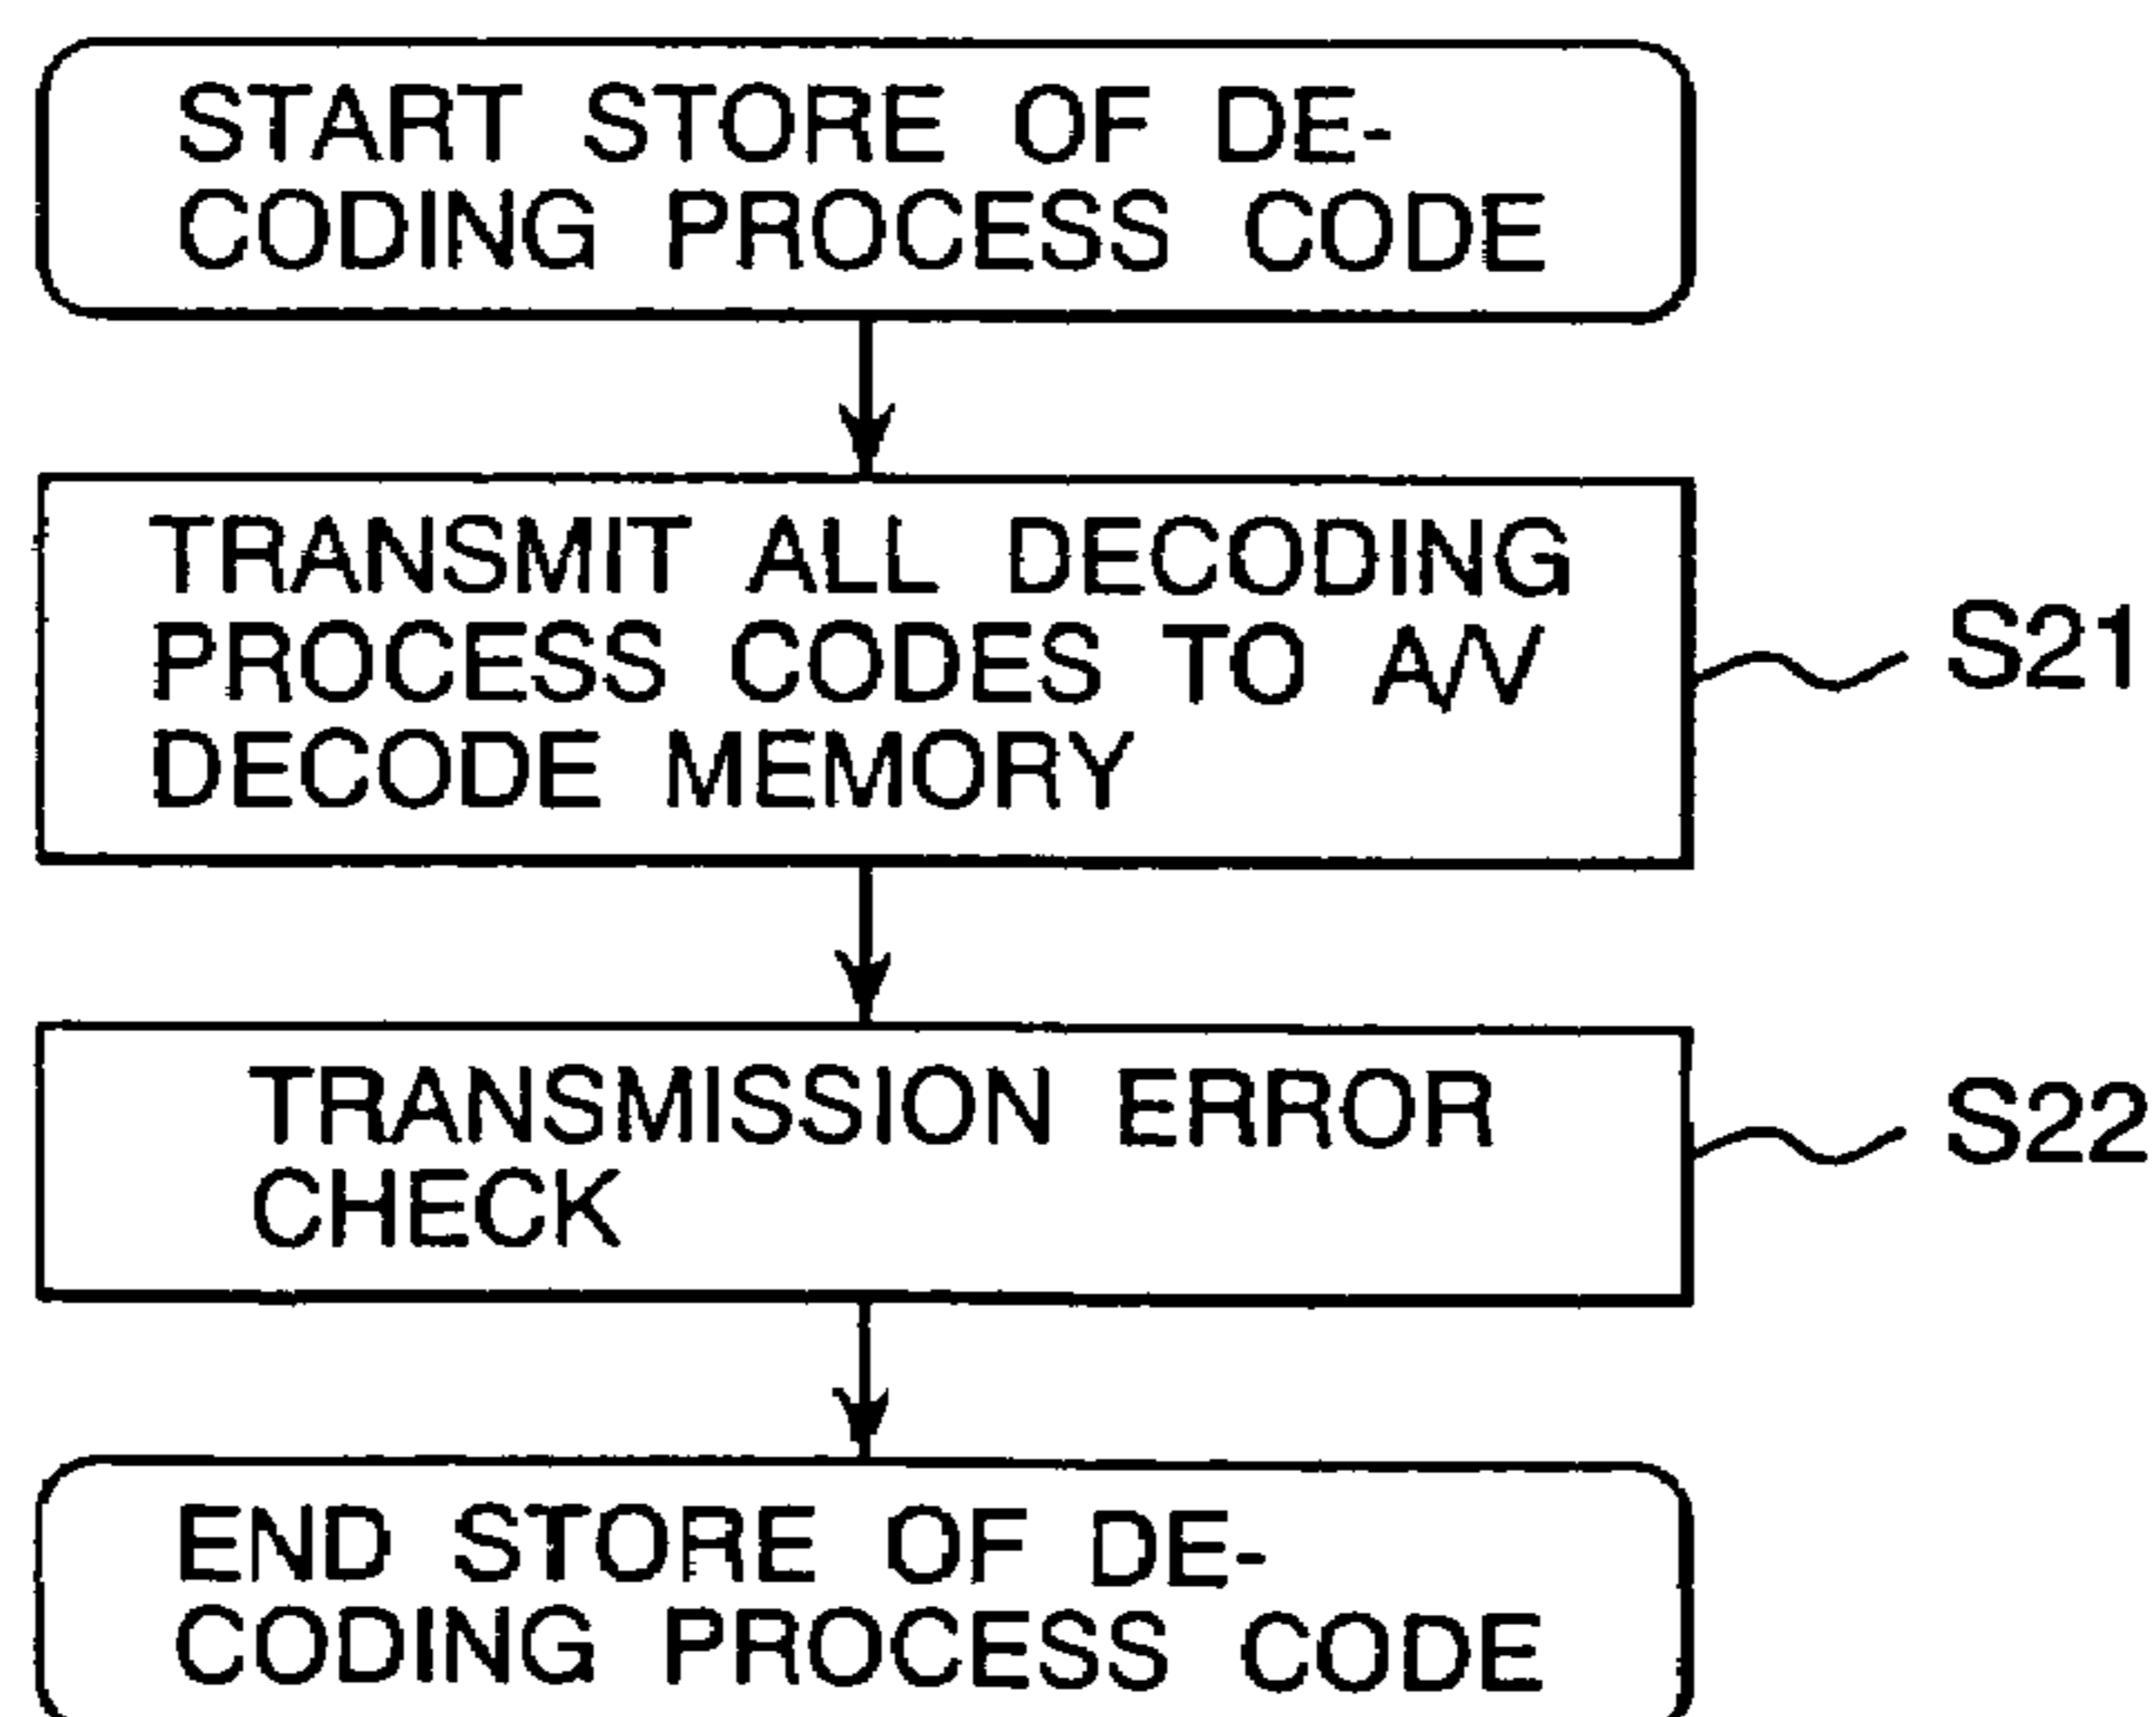 START STORE OF DE-
CODING PROCESS CODE
TRANSMIT ALL DECODING
PROCESS CODES TO A/V
DECODE MEMORY
S21
TRANSMISSION ERROR
CHECK
S22
END STORE OF DE-
CODING PROCESS CODE